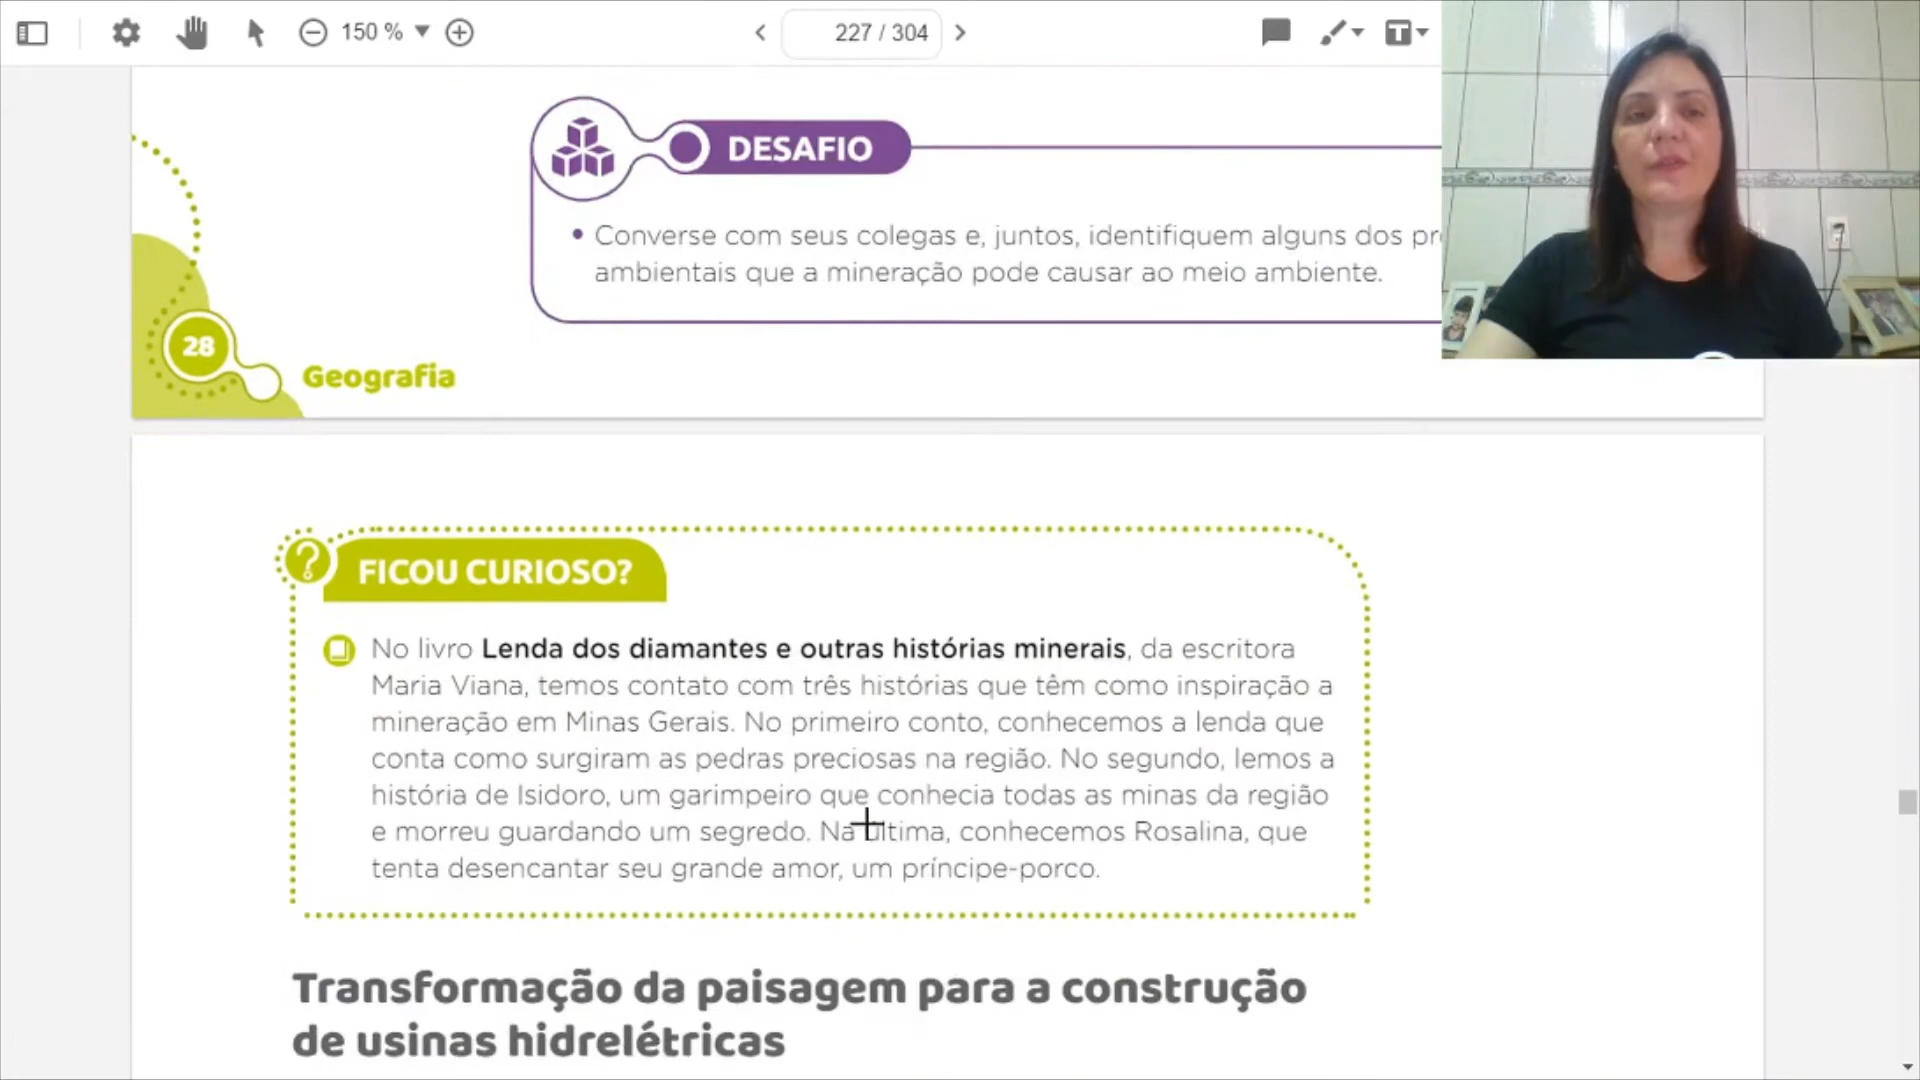 150 %
227 / 304
DESAFIO
• Converse com seus colegas e, juntos, identifiquem alguns dos
ambientais que a mineração pode causar ao meio ambiente.
28
Geografia
?
FICOU CURIOSO?
No livro Lenda dos diamantes e outras histórias minerais, da escritora
Maria Viana, temos contato com três histórias que têm como inspiração a
mineração em Minas Gerais. No primeiro conto, conhecemos a lenda que
conta como surgiram as pedras preciosas na região. No segundo, lemos a
história de Isidoro, um garimpeiro que conhecia todas as minas da região
e morreu guardando um segredo. Na última, conhecemos Rosalina, que
tenta desencantar seu grande amor, um príncipe-porco.
Transformação da paisagem para a construção
de usinas hidrelétricas